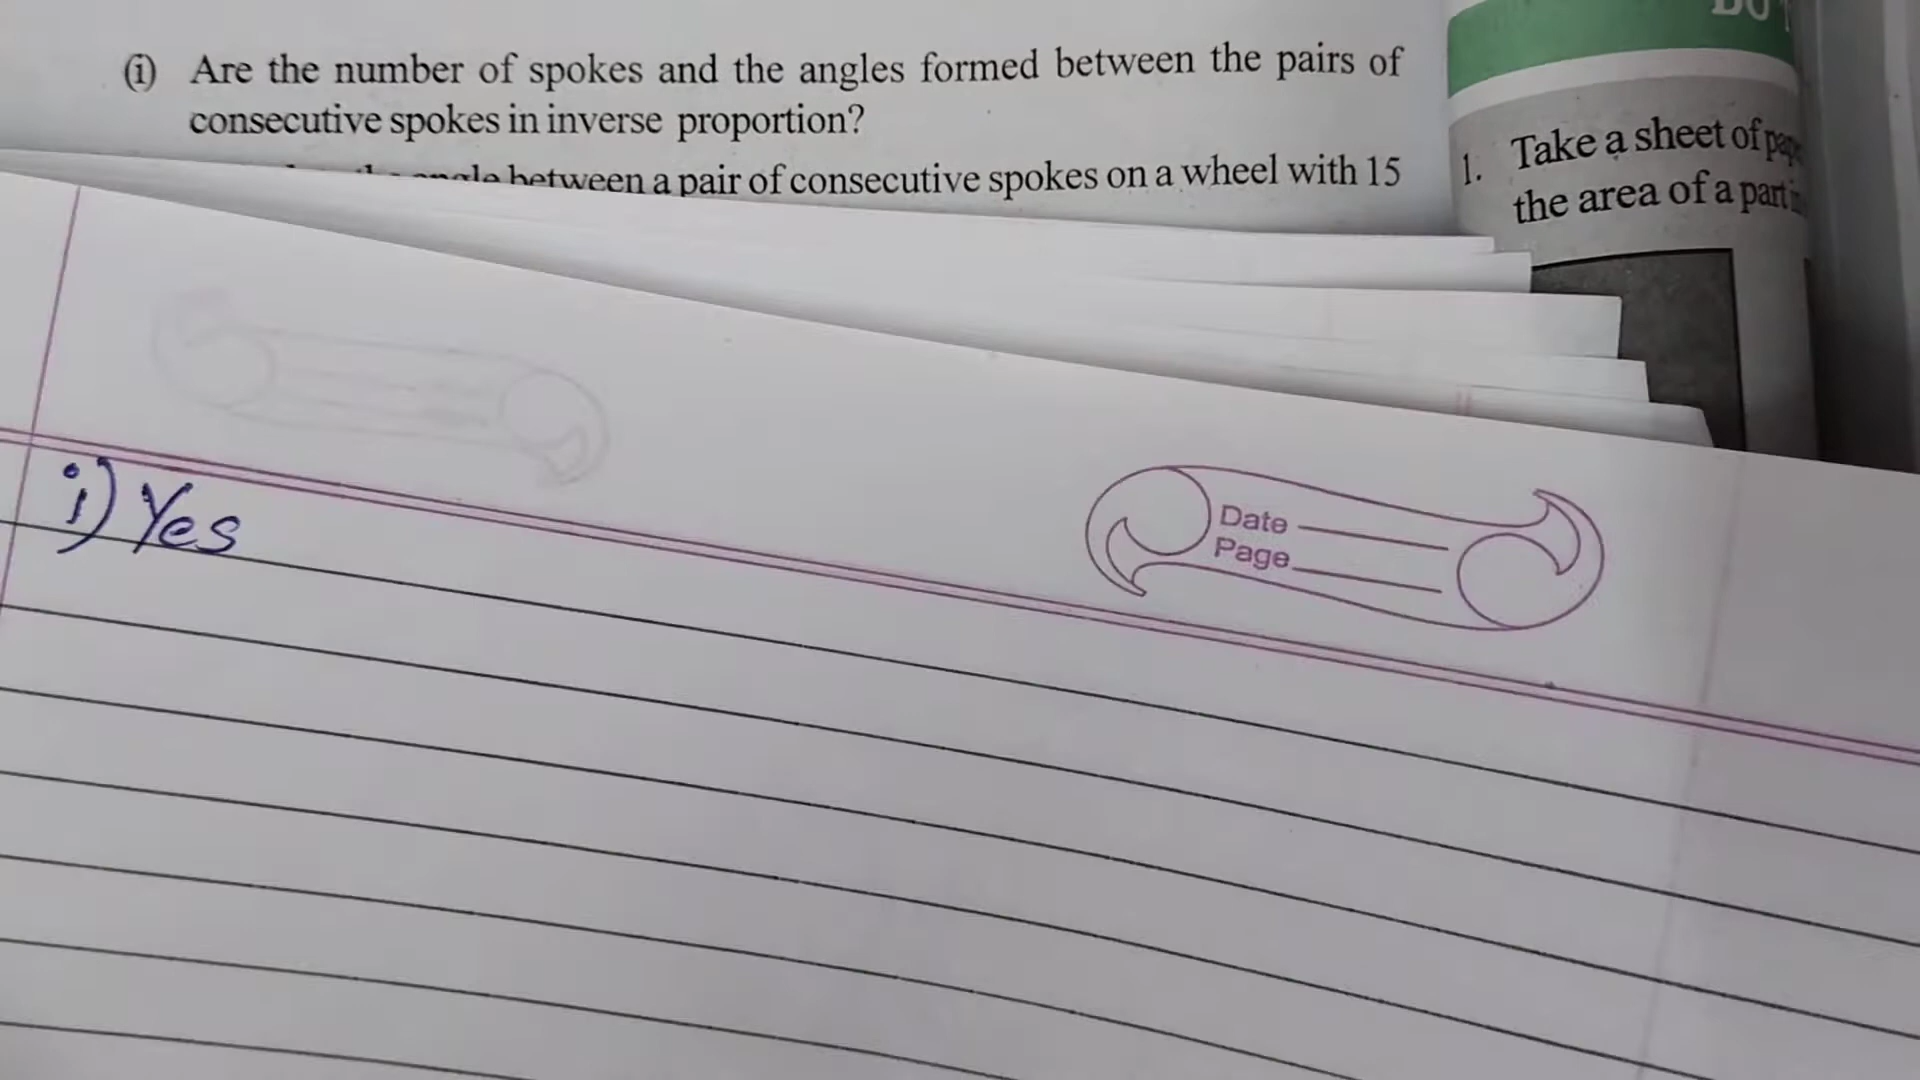 (i) Are the number of spokes and the angles formed between the pairs of
consecutive spokes in inverse proportion?
between a pair of consecutive spokes on a wheel with 15
1. Take a sheet of
the area of a
Date
Page
i) Yes